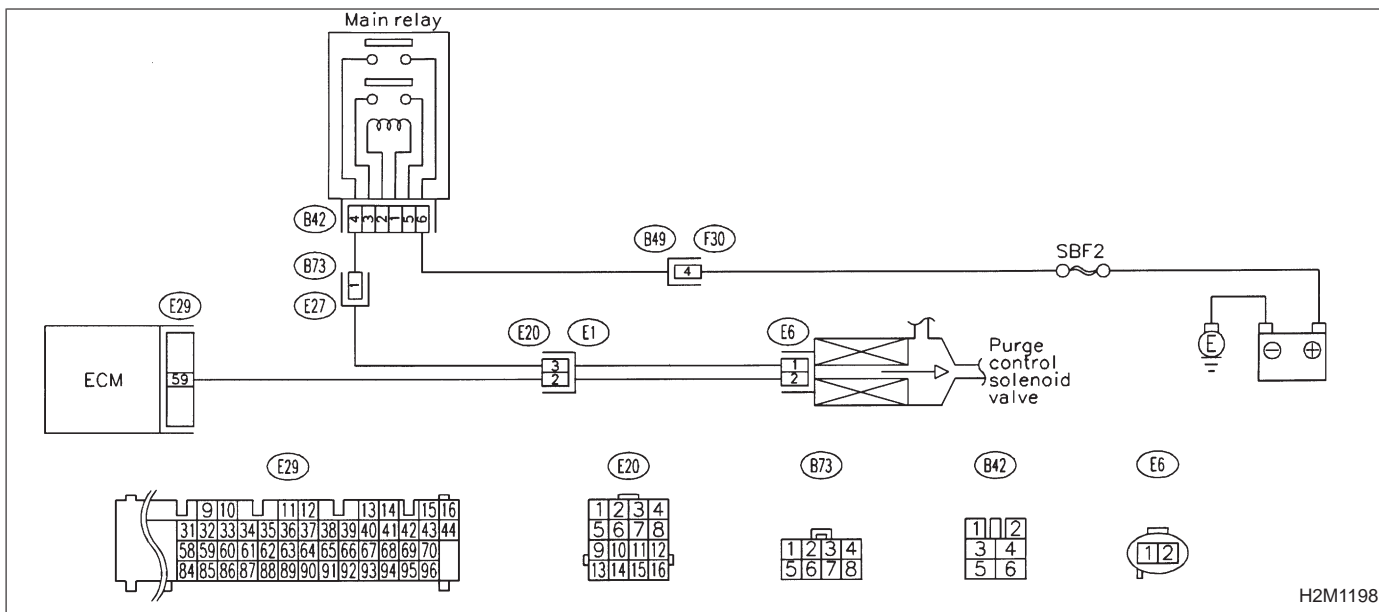 Main relay
B42
4 3 2 1 5 6
B49 F30
4
SBF2
B73
1
E27
E29
E20 E1
E6
E
⊖ ⊕
ECM
59
3
2
1
2
Purge
control
solenoid
valve
E29
E20
B73
B42
E6
9 10 11 12 13 14 15 16
31 32 33 34 35 36 37 38 39 40 41 42 43 44
58 59 60 61 62 63 64 65 66 67 68 69 70
84 85 86 87 88 89 90 91 92 93 94 95 96
1 2 3 4
5 6 7 8
9 10 11 12
13 14 15 16
1 2 3 4
5 6 7 8
1 2
3 4
5 6
1 2
H2M1198